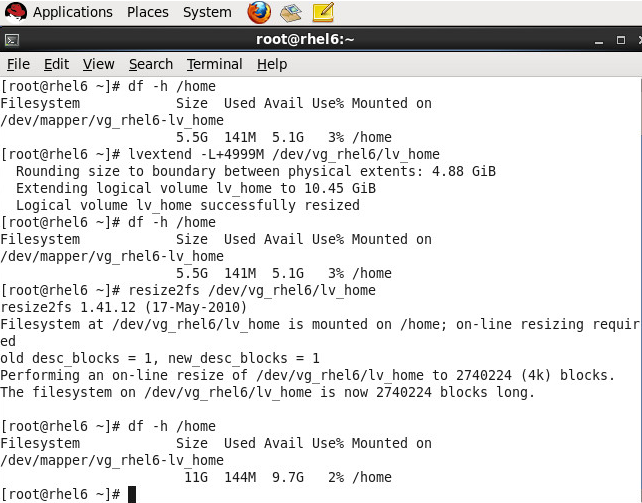 Applications Places System
root@rhel6:~
File Edit View Search Terminal Help
[root@rhel6 ~]# df -h /home
Filesystem Size Used Avail Use% Mounted on
/dev/mapper/vg_rhel6-lv_home
5.5G 141M 5.1G 3% /home
[root@rhel6 ~]# lvextend -L+4999M /dev/vg_rhel6/lv_home
Rounding size to boundary between physical extents: 4.88 GiB
Extending logical volume lv_home to 10.45 GiB
Logical volume lv_home successfully resized
[root@rhel6 ~]# df -h /home
Filesystem Size Used Avail Use% Mounted on
/dev/mapper/vg_rhel6-lv_home
5.5G 141M 5.1G 3% /home
[root@rhel6 ~]# resize2fs /dev/vg_rhel6/lv_home
resize2fs 1.41.12 (17-May-2010)
Filesystem at /dev/vg_rhel6/lv_home is mounted on /home; on-line resizing requir
ed
old desc_blocks = 1, new_desc_blocks = 1
Performing an on-line resize of /dev/vg_rhel6/lv_home to 2740224 (4k) blocks.
The filesystem on /dev/vg_rhel6/lv_home is now 2740224 blocks long.
[root@rhel6 ~]# df -h /home
Filesystem Size Used Avail Use% Mounted on
/dev/mapper/vg_rhel6-lv_home
11G 144M 9.7G 2% /home
[root@rhel6 ~]#